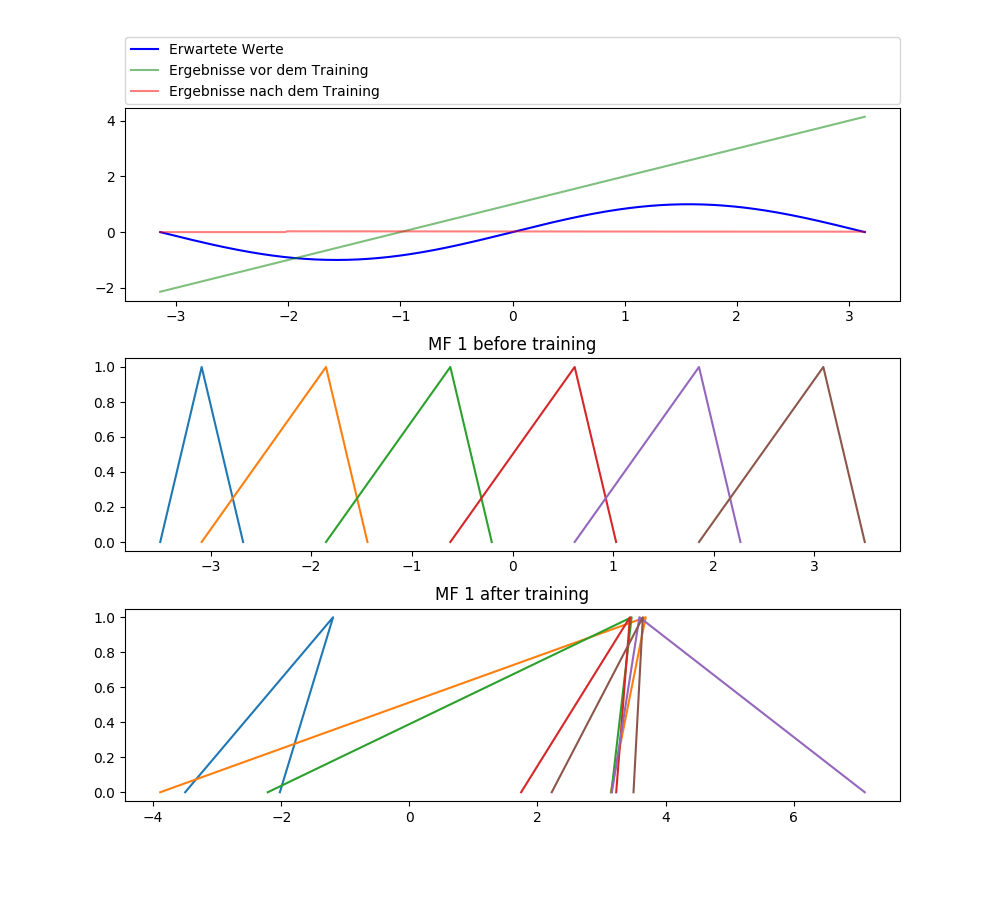 Erwartete Werte
Ergebnisse vor dem Training
Ergebnisse nach dem Training
4
2
0
−2
−3 −2 −1 0 1 2 3
MF 1 before training
1.0
0.8
0.6
0.4
0.2
0.0
−3 −2 −1 0 1 2 3
MF 1 after training
1.0
0.8
0.6
0.4
0.2
0.0
−4 −2 0 2 4 6